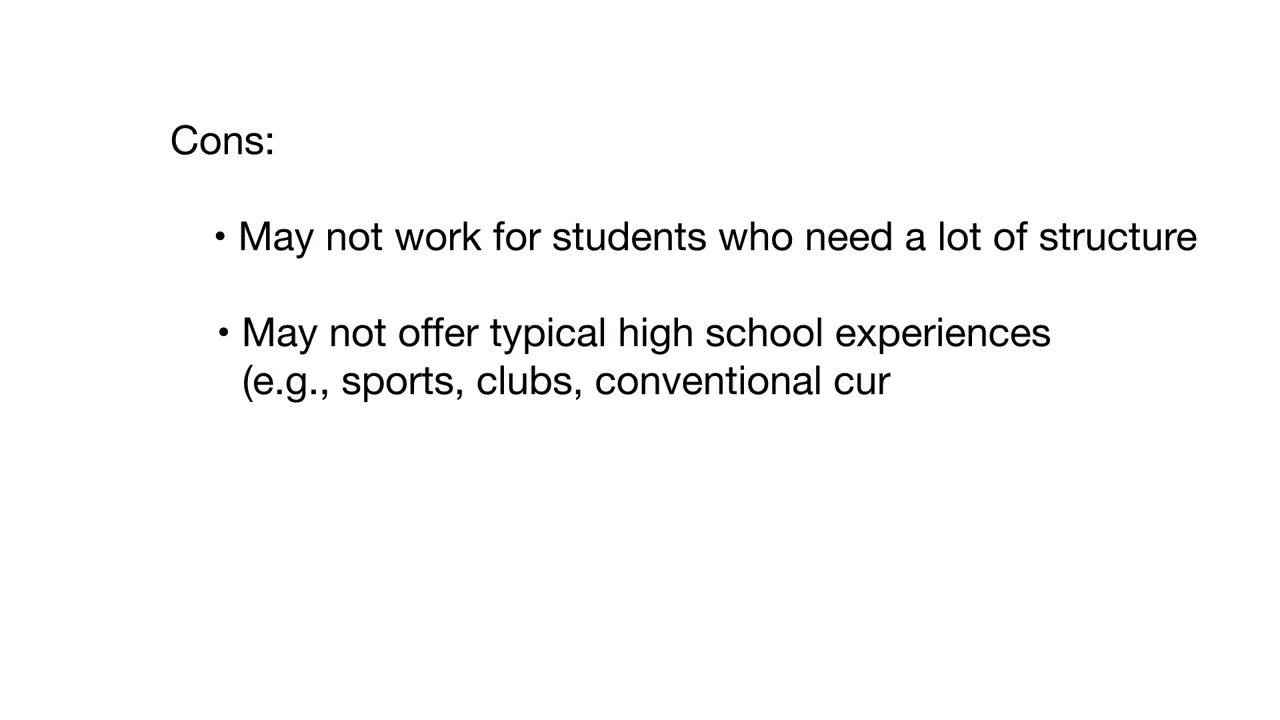 Cons:
• May not work for students who need a lot of structure
• May not offer typical high school experiences
(e.g., sports, clubs, conventional cur